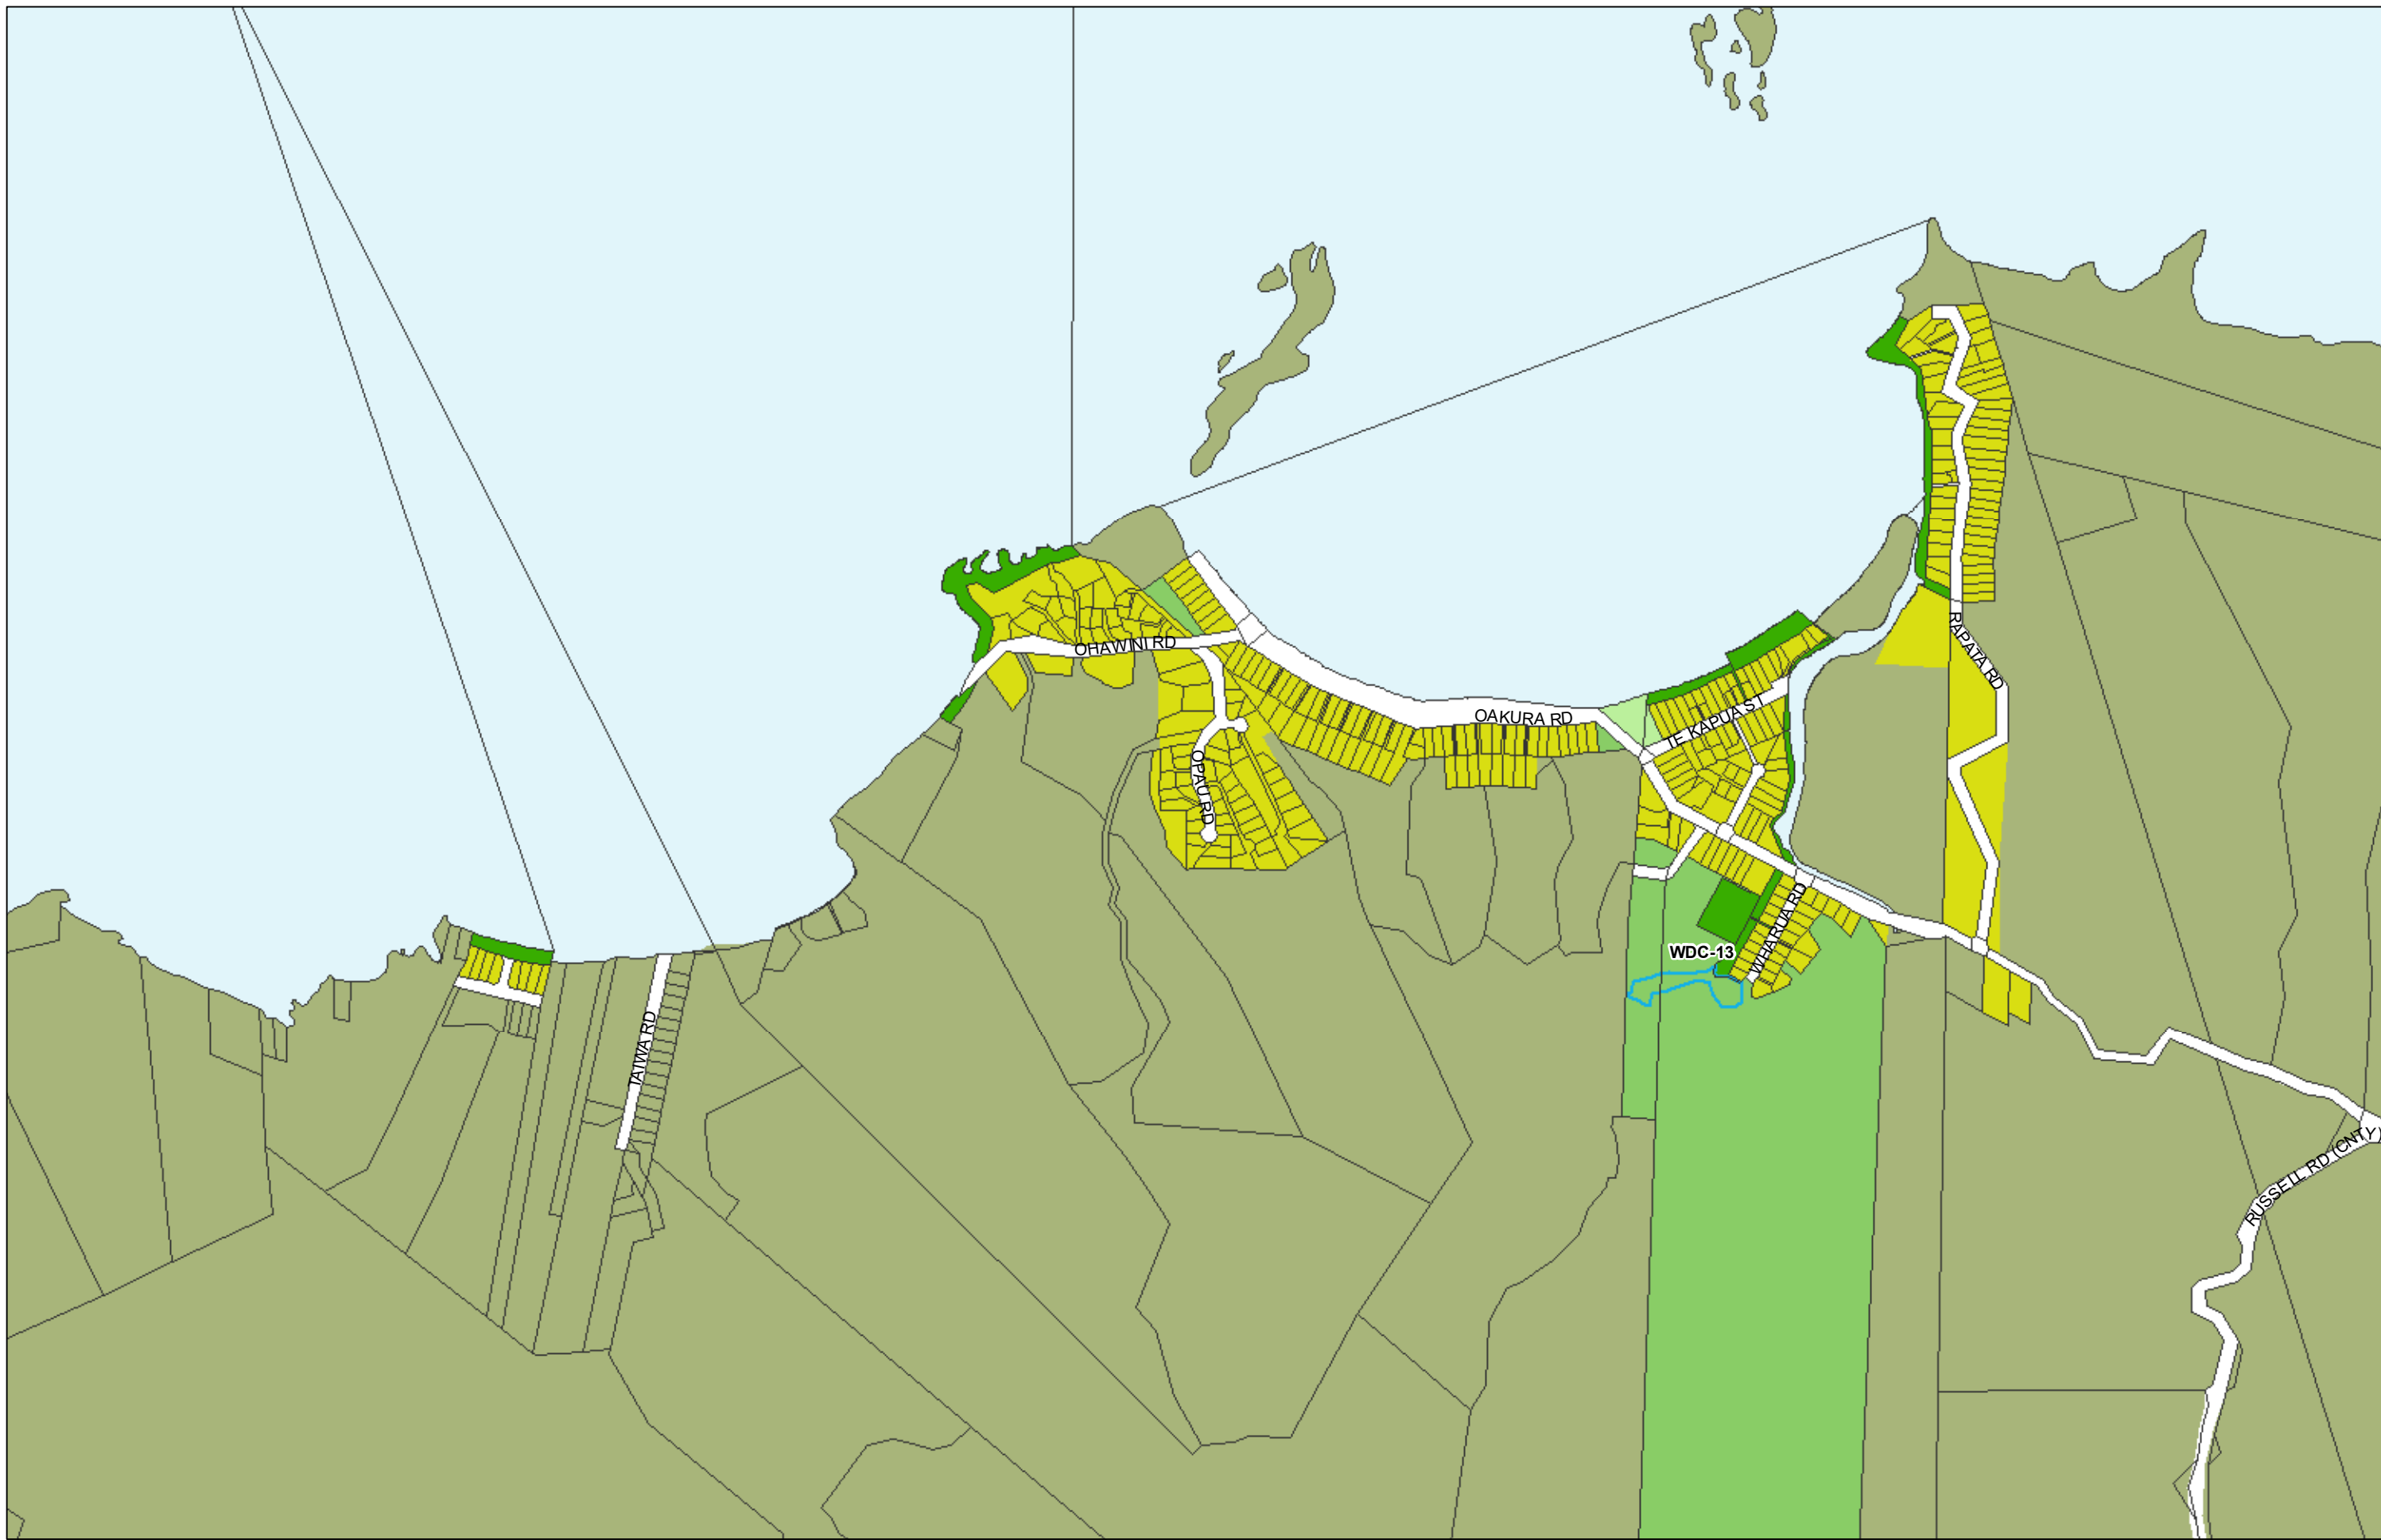 RAPATA RD
OHAWINI RD
OAKURA RD
TE KAPUA ST
OPAU RD
WHARUA RD
WDC-13
TAIWA RD
RUSSELL RD (CNTY)